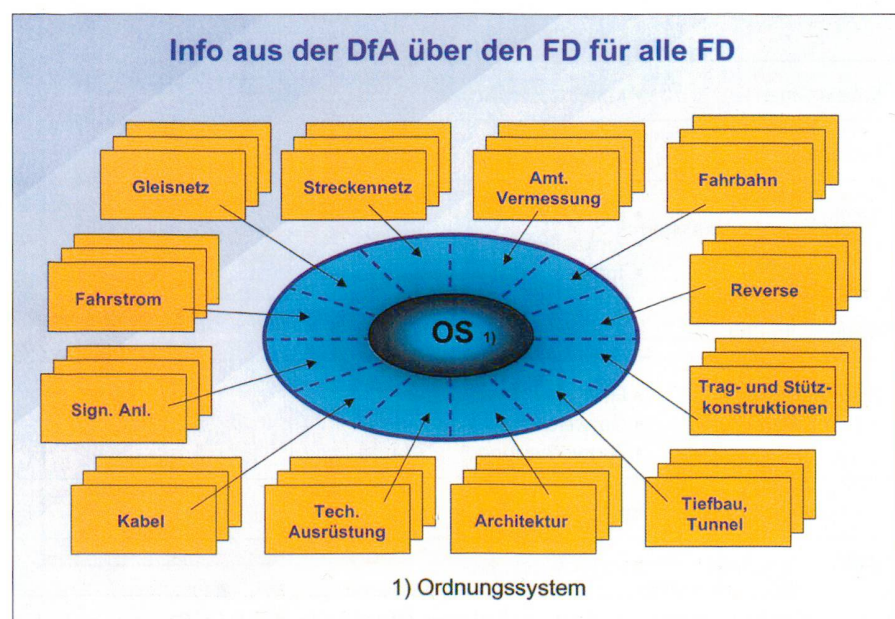 Info aus der DfA über den FD für alle FD
Gleisnetz
Streckennetz
Amt.
Vermessung
Fahrbahn
Fahrstrom
Reverse
OS 1)
Sign. Anl.
Trag- und Stütz-
konstruktionen
Kabel
Tech.
Ausrüstung
Architektur
Tiefbau,
Tunnel
1) Ordnungssystem